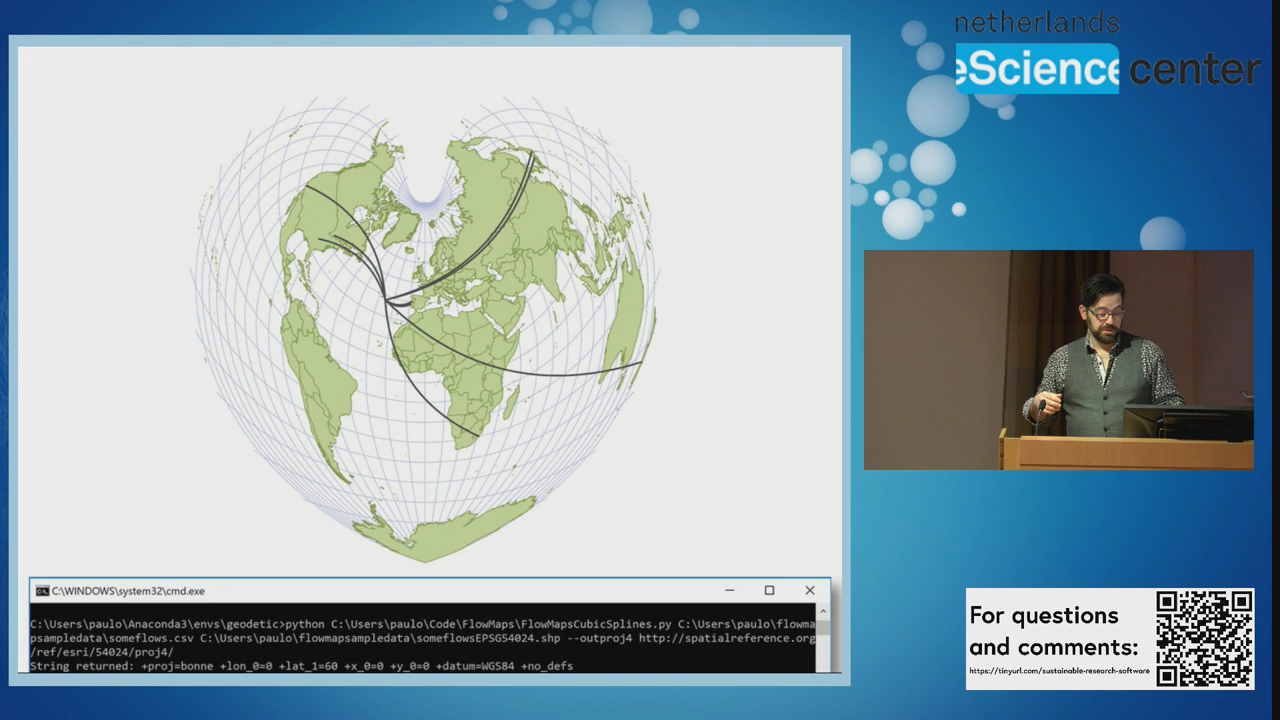 netherlands
eScience center
C:\WINDOWS\system32\cmd.exe
C:\Users\paulo\Anaconda3\envs\geodetic>python C:\Users\paulo\Code\FlowMaps\FlowMapsCubicSplines.py C:\Users\paulo\flowma
psampledata\someflows.csv C:\Users\paulo\flowmapsampledata\someflowsEPSG54024.shp --outproj4 http://spatialreference.org
/ref/esri/54024/proj4/
String returned: +proj=bonne +lon_0=0 +lat_1=60 +x_0=0 +y_0=0 +datum=WGS84 +no_defs
For questions
and comments:
https://tinyurl.com/sustainable-research-software